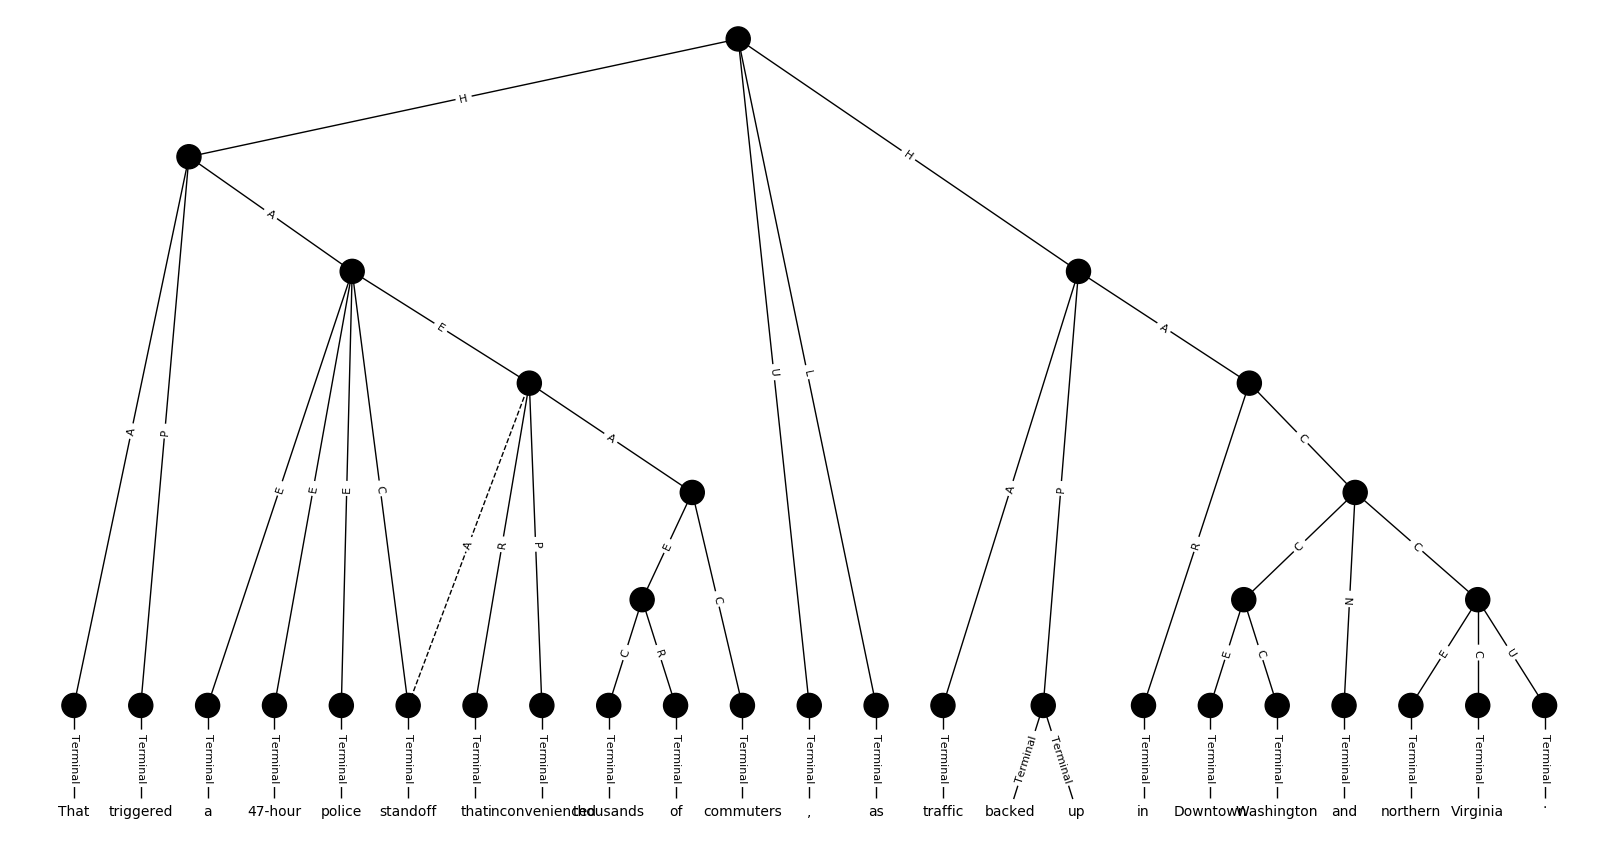 H
H
A
A
E
A
P
U
L
A
C
E
E
E
C
A
P
A
R
P
E
R
C
N
C
C
C
R
E
C
E
C
U
Terminal Terminal Terminal Terminal Terminal Terminal Terminal Terminal Terminal Terminal Terminal Terminal Terminal Terminal Terminal Terminal Terminal Terminal Terminal Terminal Terminal Terminal Terminal
That triggered a 47-hour police standoff that inconvenienced thousands of commuters , as traffic backed up in Downtown Washington and northern Virginia .